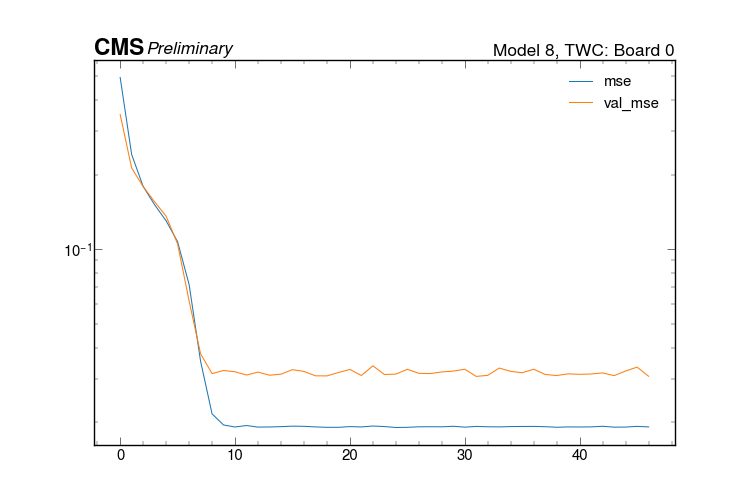 CMS Preliminary
Model 8, TWC: Board 0
mse
val_mse
10⁻¹
0 10 20 30 40